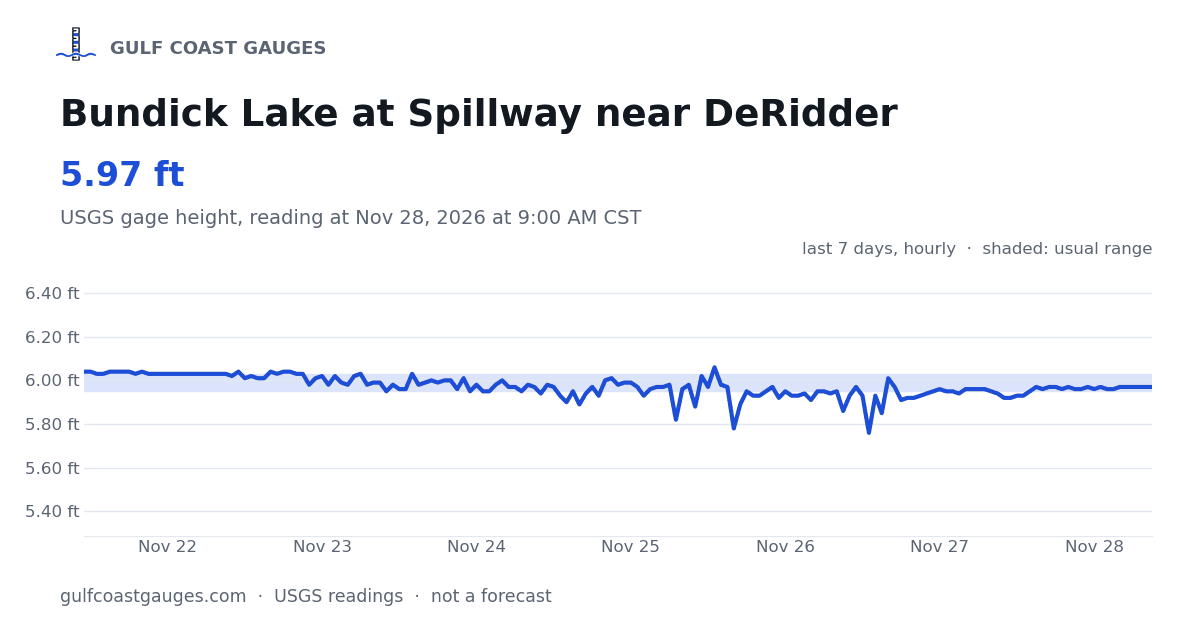 GULF COAST GAUGES
Bundick Lake at Spillway near DeRidder
5.97 ft
USGS gage height, reading at Nov 28, 2026 at 9:00 AM CST
last 7 days, hourly · shaded: usual range
6.40 ft
6.20 ft
6.00 ft
5.80 ft
5.60 ft
5.40 ft
Nov 22 Nov 23 Nov 24 Nov 25 Nov 26 Nov 27 Nov 28
gulfcoastgauges.com · USGS readings · not a forecast